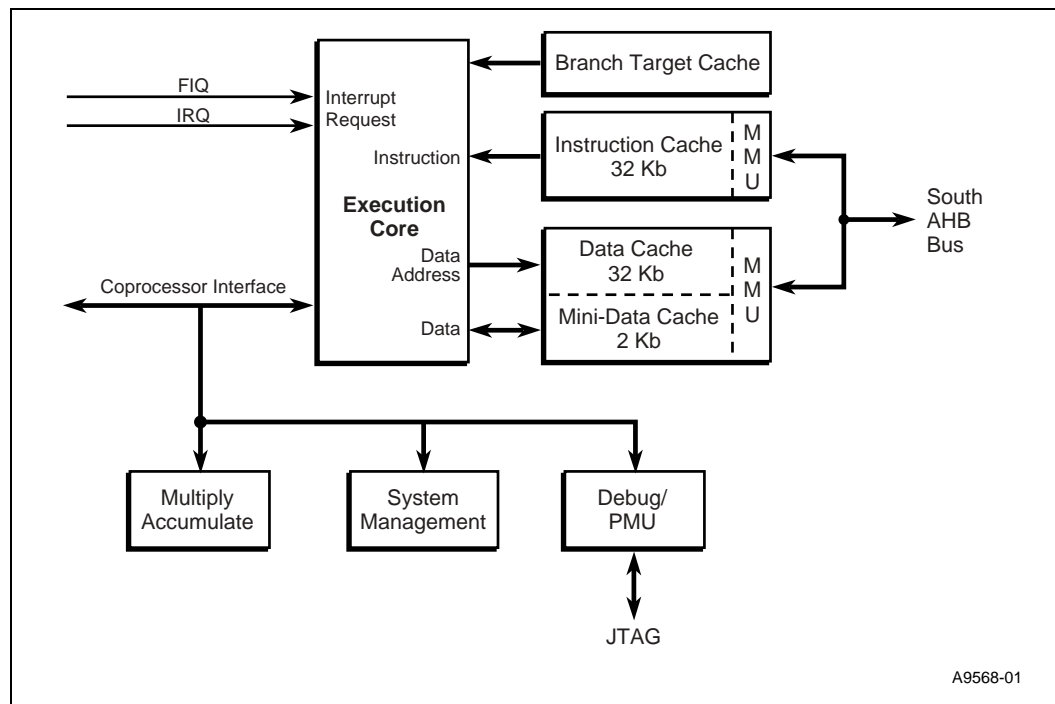 FIQ
IRQ
Interrupt
Request
Instruction
Execution
Core
Data
Address
Data
Coprocessor Interface
Branch Target Cache
Instruction Cache
32 Kb
M
M
U
Data Cache
32 Kb
Mini-Data Cache
2 Kb
M
M
U
South
AHB
Bus
Multiply
Accumulate
System
Management
Debug/
PMU
JTAG
A9568-01